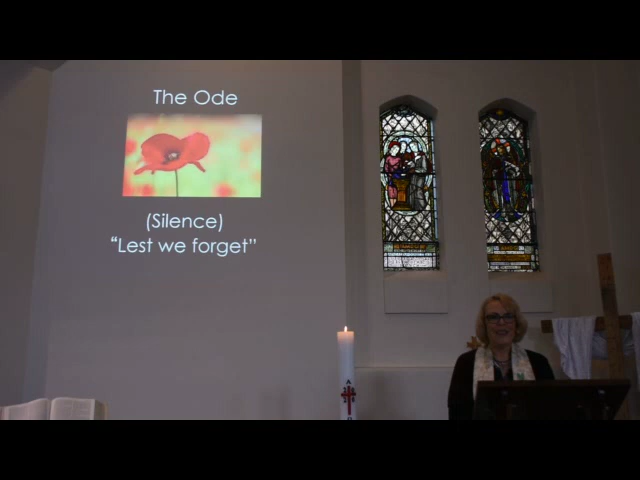 The Ode
(Silence)
“Lest we forget”